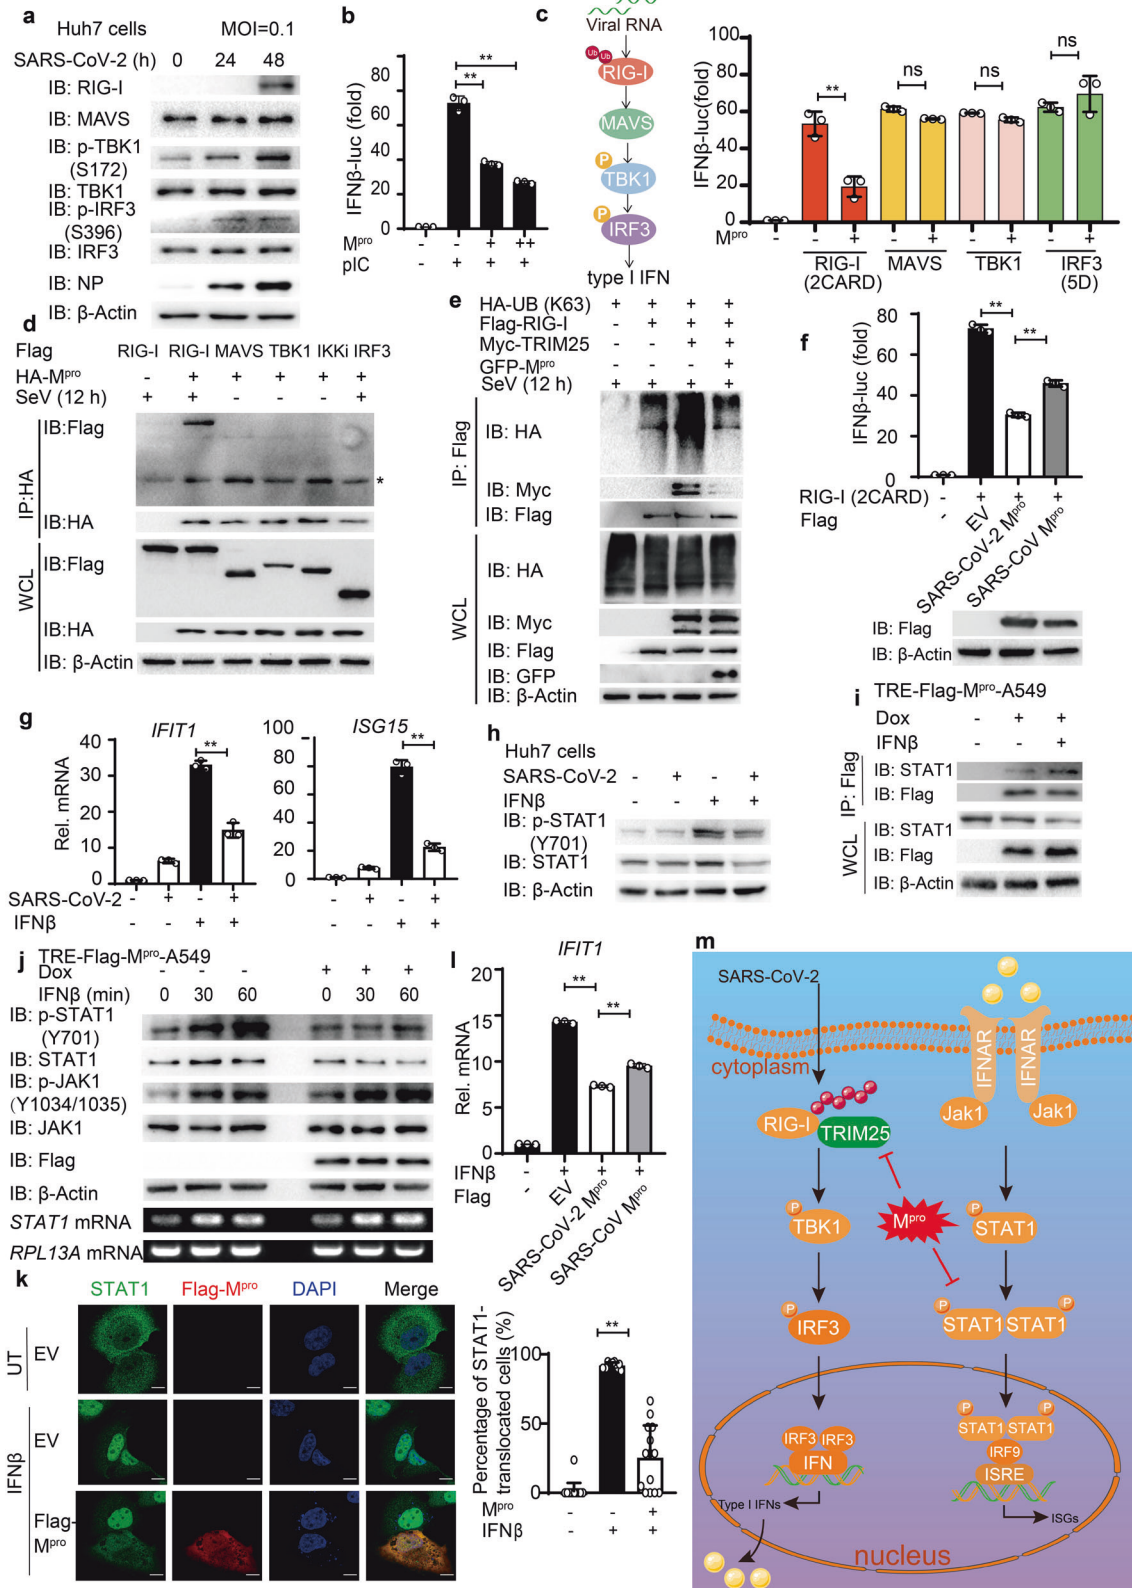 a
Huh7 cells MOI=0.1
SARS-CoV-2 (h) 0 24 48
IB: RIG-I
IB: MAVS
IB: p-TBK1
(S172)
IB: TBK1
IB: p-IRF3
(S396)
IB: IRF3
IB: NP
IB: β-Actin
b
IFNβ-luc (fold)
80
60
40
20
0
** **
Mpro - - + ++
pIC - + + +
c
Viral RNA
Ub Ub
RIG-I
MAVS
P
TBK1
P
IRF3
type I IFN
IFNβ-luc(fold)
100
80
60
40
20
0
** ns ns ns
Mpro - - + - + - + - +
RIG-I MAVS TBK1 IRF3
(2CARD) (5D)
d
Flag RIG-I RIG-I MAVS TBK1 IKKi IRF3
HA-Mpro - + + + + +
SeV (12 h) + + - - - +
IP:HA
IB:Flag
*
IB:HA
WCL
IB:Flag
IB:HA
IB: β-Actin
e
HA-UB (K63) + + + +
Flag-RIG-I - + + +
Myc-TRIM25 - - + +
GFP-Mpro - - - +
SeV (12 h) + + + +
IP: Flag
IB: HA
IB: Myc
IB: Flag
WCL
IB: HA
IB: Myc
IB: Flag
IB: GFP
IB: β-Actin
f
IFNβ-luc (fold)
80
60
40
20
0
** **
RIG-I (2CARD) - + + +
Flag - EV SARS-CoV-2 Mpro SARS-CoV Mpro
IB: Flag
IB: β-Actin
g
IFIT1
Rel. mRNA
40
30
20
10
0
**
SARS-CoV-2 - + - +
IFNβ - - + +
ISG15
100
80
60
40
20
0
**
- + - +
- - + +
h
Huh7 cells
SARS-CoV-2 - + - +
IFNβ - - + +
IB: p-STAT1
(Y701)
IB: STAT1
IB: β-Actin
i
TRE-Flag-Mpro-A549
Dox - + +
IFNβ - - +
IP: Flag
IB: STAT1
IB: Flag
WCL
IB: STAT1
IB: Flag
IB: β-Actin
j
TRE-Flag-Mpro-A549
Dox - - - + + +
IFNβ (min) 0 30 60 0 30 60
IB: p-STAT1
(Y701)
IB: STAT1
IB: p-JAK1
(Y1034/1035)
IB: JAK1
IB: Flag
IB: β-Actin
STAT1 mRNA
RPL13A mRNA
k
STAT1 Flag-Mpro DAPI Merge
UT
EV
IFNβ
EV
Flag-
Mpro
Percentage of STAT1-
translocated cells (%)
100
50
0
**
Mpro - - +
IFNβ - + +
l
IFIT1
Rel. mRNA
20
15
10
5
0
** **
IFNβ - + + +
Flag - EV SARS-CoV-2 Mpro SARS-CoV Mpro
m
SARS-CoV-2
cytoplasm
IFNAR IFNAR
Jak1 Jak1
RIG-I
TRIM25
P
TBK1
Mpro
P
STAT1
P
IRF3
P P
STAT1 STAT1
IRF3 IRF3
IFN
Type I IFNs
P P
STAT1 STAT1
IRF9
ISRE
ISGs
nucleus